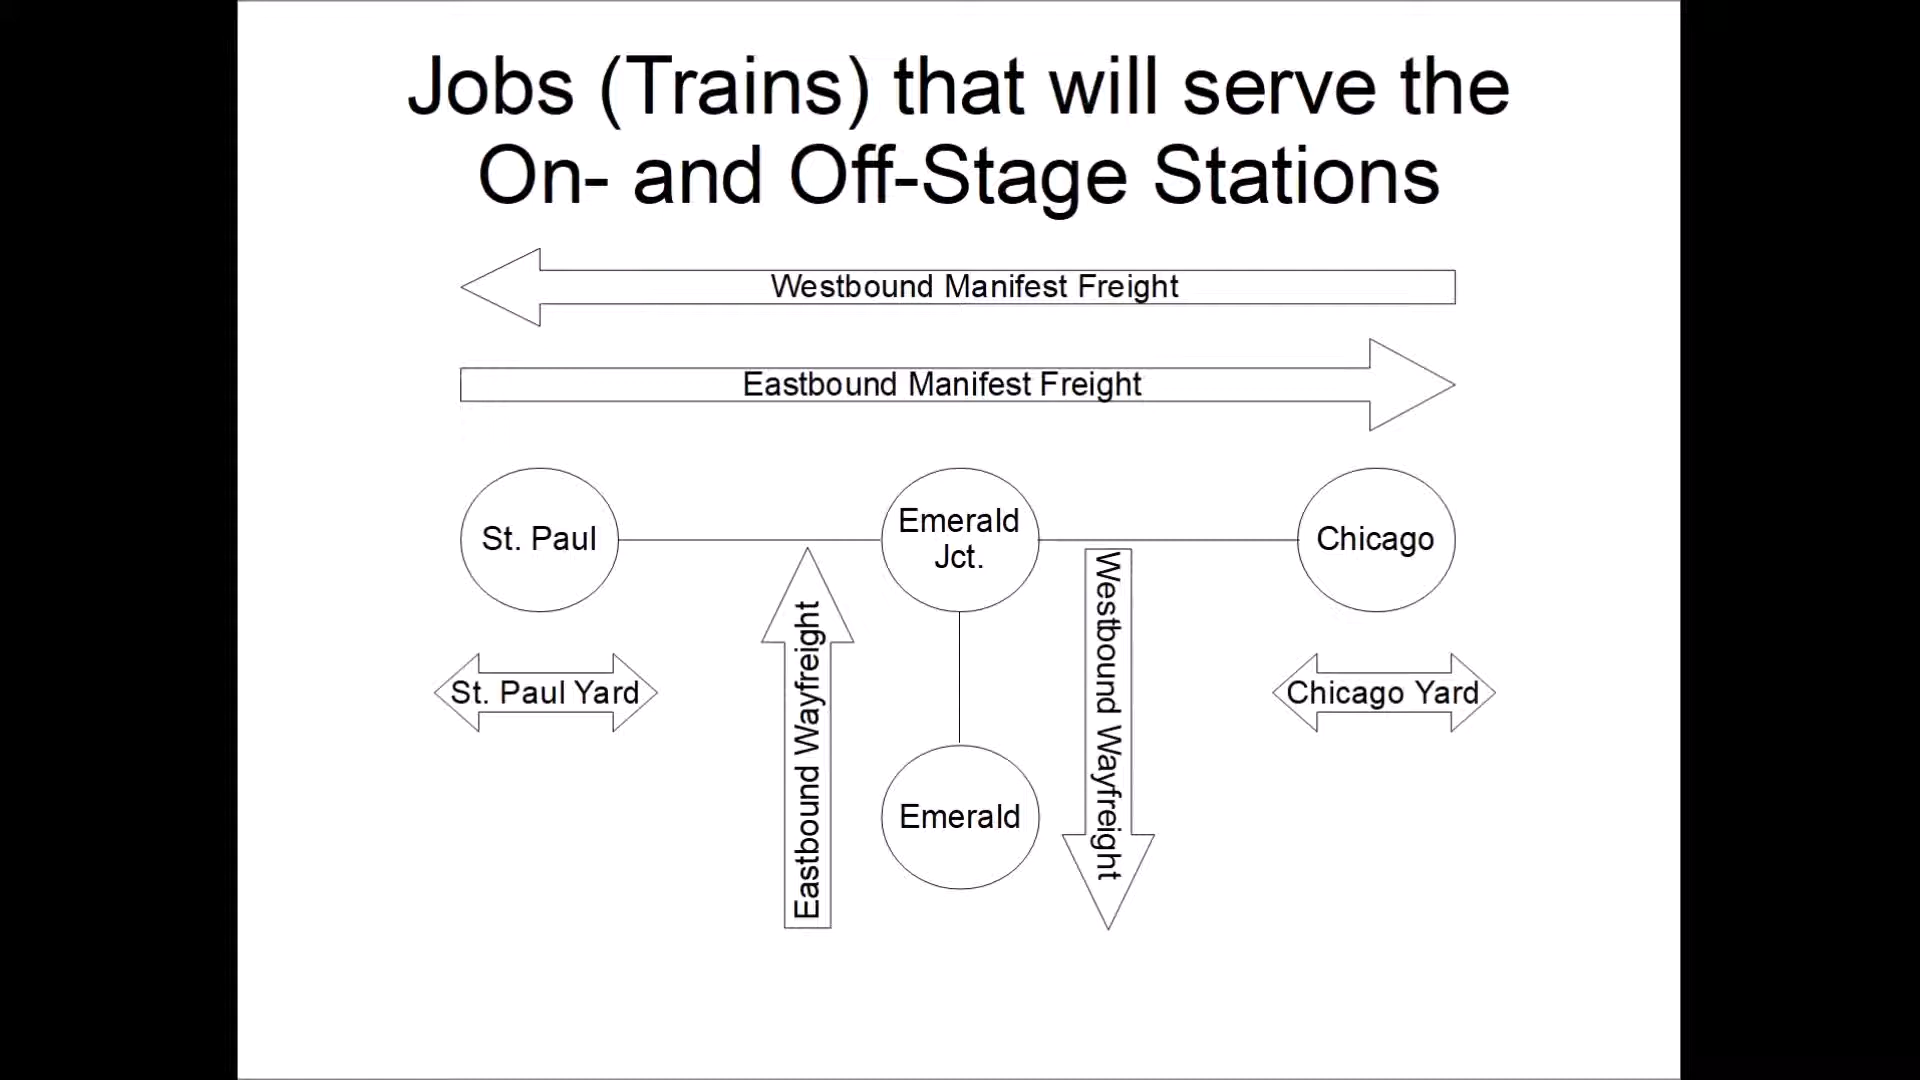 Jobs (Trains) that will serve the
On- and Off-Stage Stations
Westbound Manifest Freight
Eastbound Manifest Freight
St. Paul
Emerald
Jct.
Chicago
St. Paul Yard
Eastbound Wayfreight
Westbound Wayfreight
Chicago Yard
Emerald